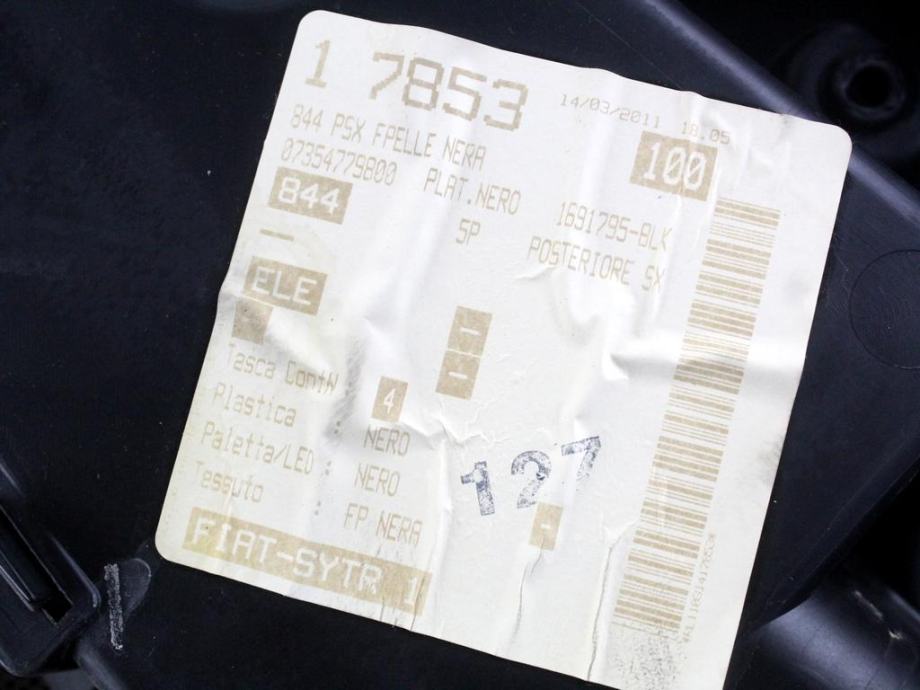 1 7853
14/03/2011 18.05
844 PSX FPELLE NERA
100
07354779800 PLAT.NERO
844
1691795-BLK
5P
POSTERIORE SX
ELE
-
-
Tasca ContN
4
Plastica NERO
Paletta/LED NERO
Tessuto FP NERA
127
-
FIAT-SYTR 1